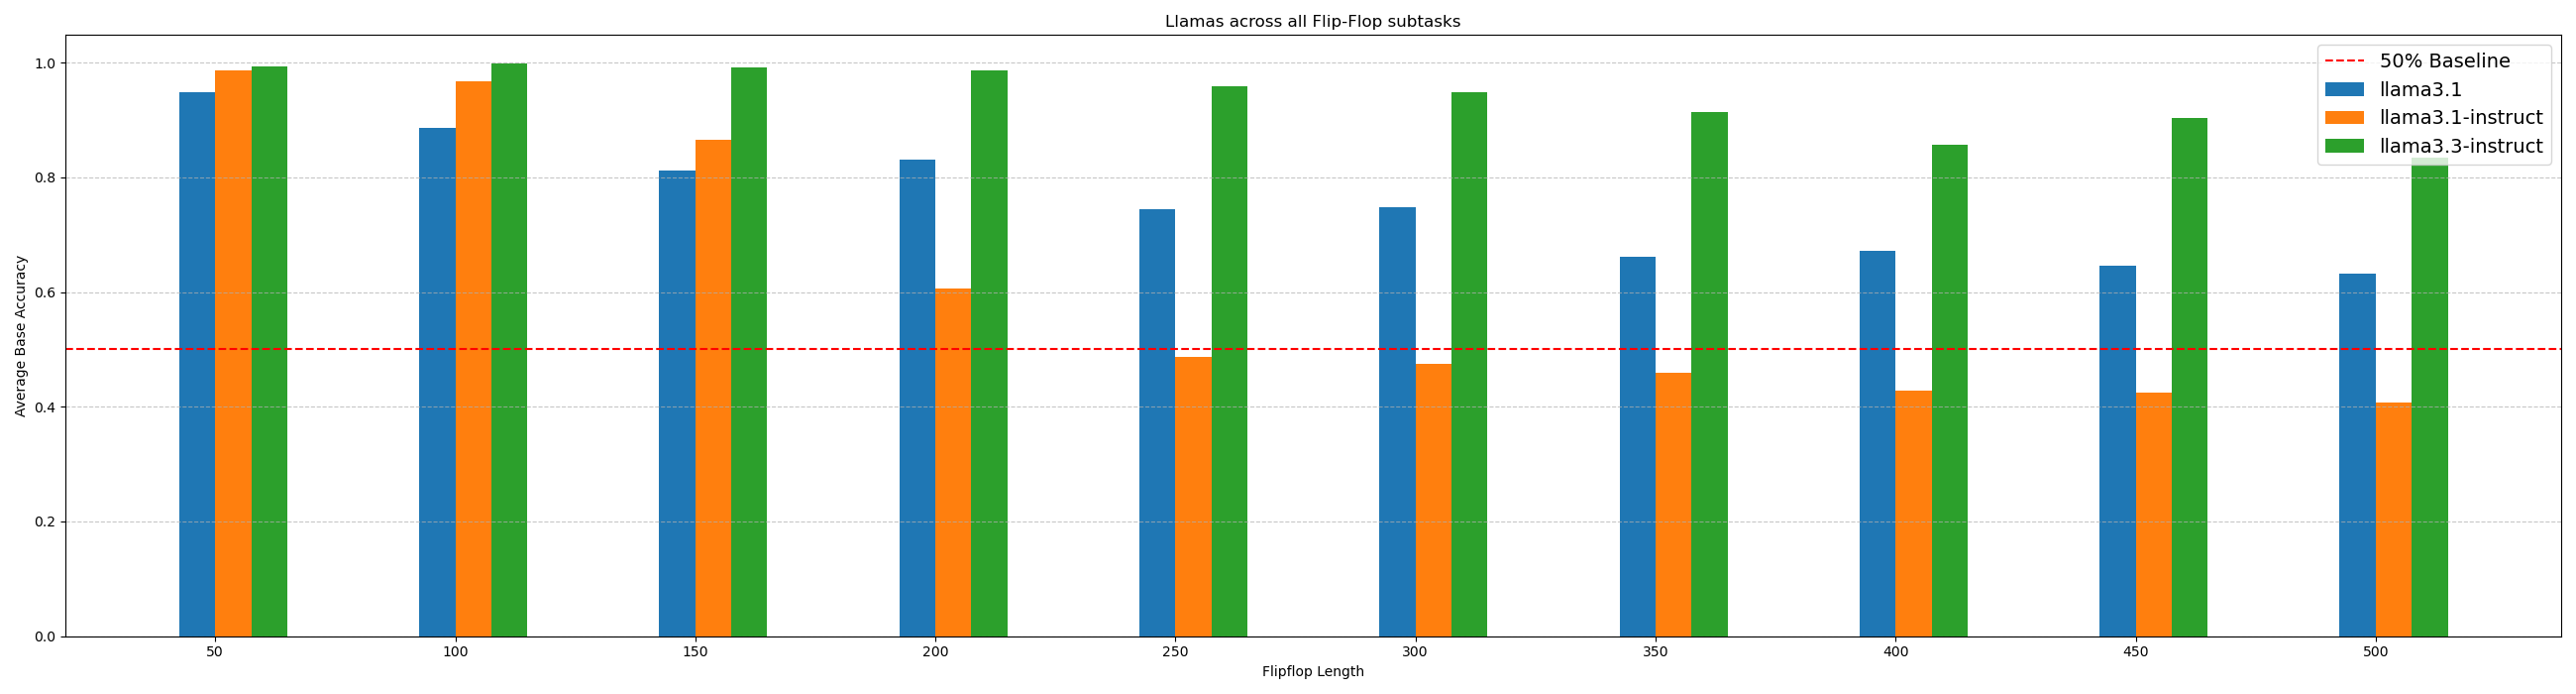 Llamas across all Flip-Flop subtasks
50% Baseline
llama3.1
llama3.1-instruct
llama3.3-instruct
Average Base Accuracy
1.0
0.8
0.6
0.4
0.2
0.0
50 100 150 200 250 300 350 400 450 500
Flipflop Length